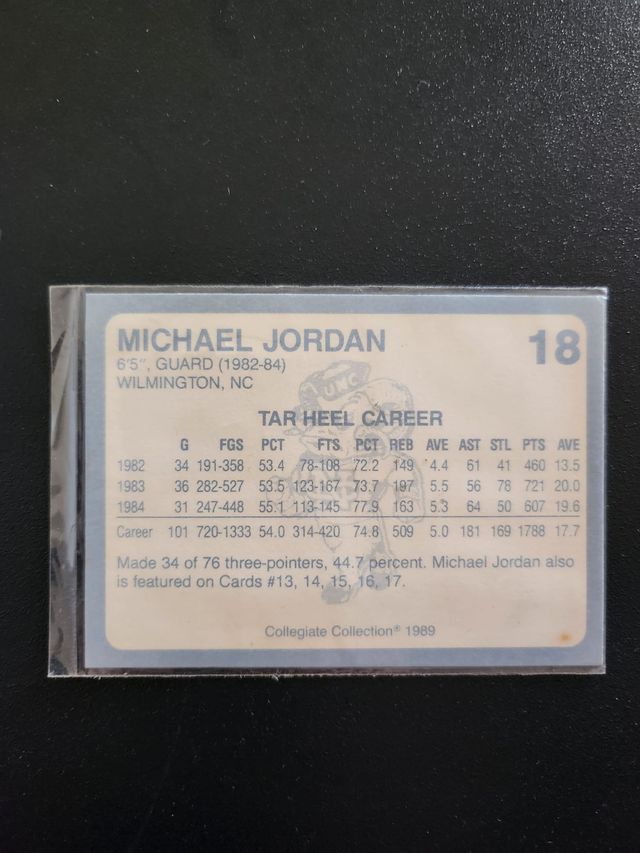 MICHAEL JORDAN 18
6'5", GUARD (1982-84)
WILMINGTON, NC
UNC
TAR HEEL CAREER
G FGS PCT FTS PCT REB AVE AST STL PTS AVE
1982 34 191-358 53.4 78-108 72.2 149 4.4 61 41 460 13.5
1983 36 282-527 53.5 123-167 73.7 197 5.5 56 78 721 20.0
1984 31 247-448 55.1 113-145 77.9 163 5.3 64 50 607 19.6
Career 101 720-1333 54.0 314-420 74.8 509 5.0 181 169 1788 17.7
Made 34 of 76 three-pointers, 44.7 percent. Michael Jordan also
is featured on Cards #13, 14, 15, 16, 17.
Collegiate Collection® 1989